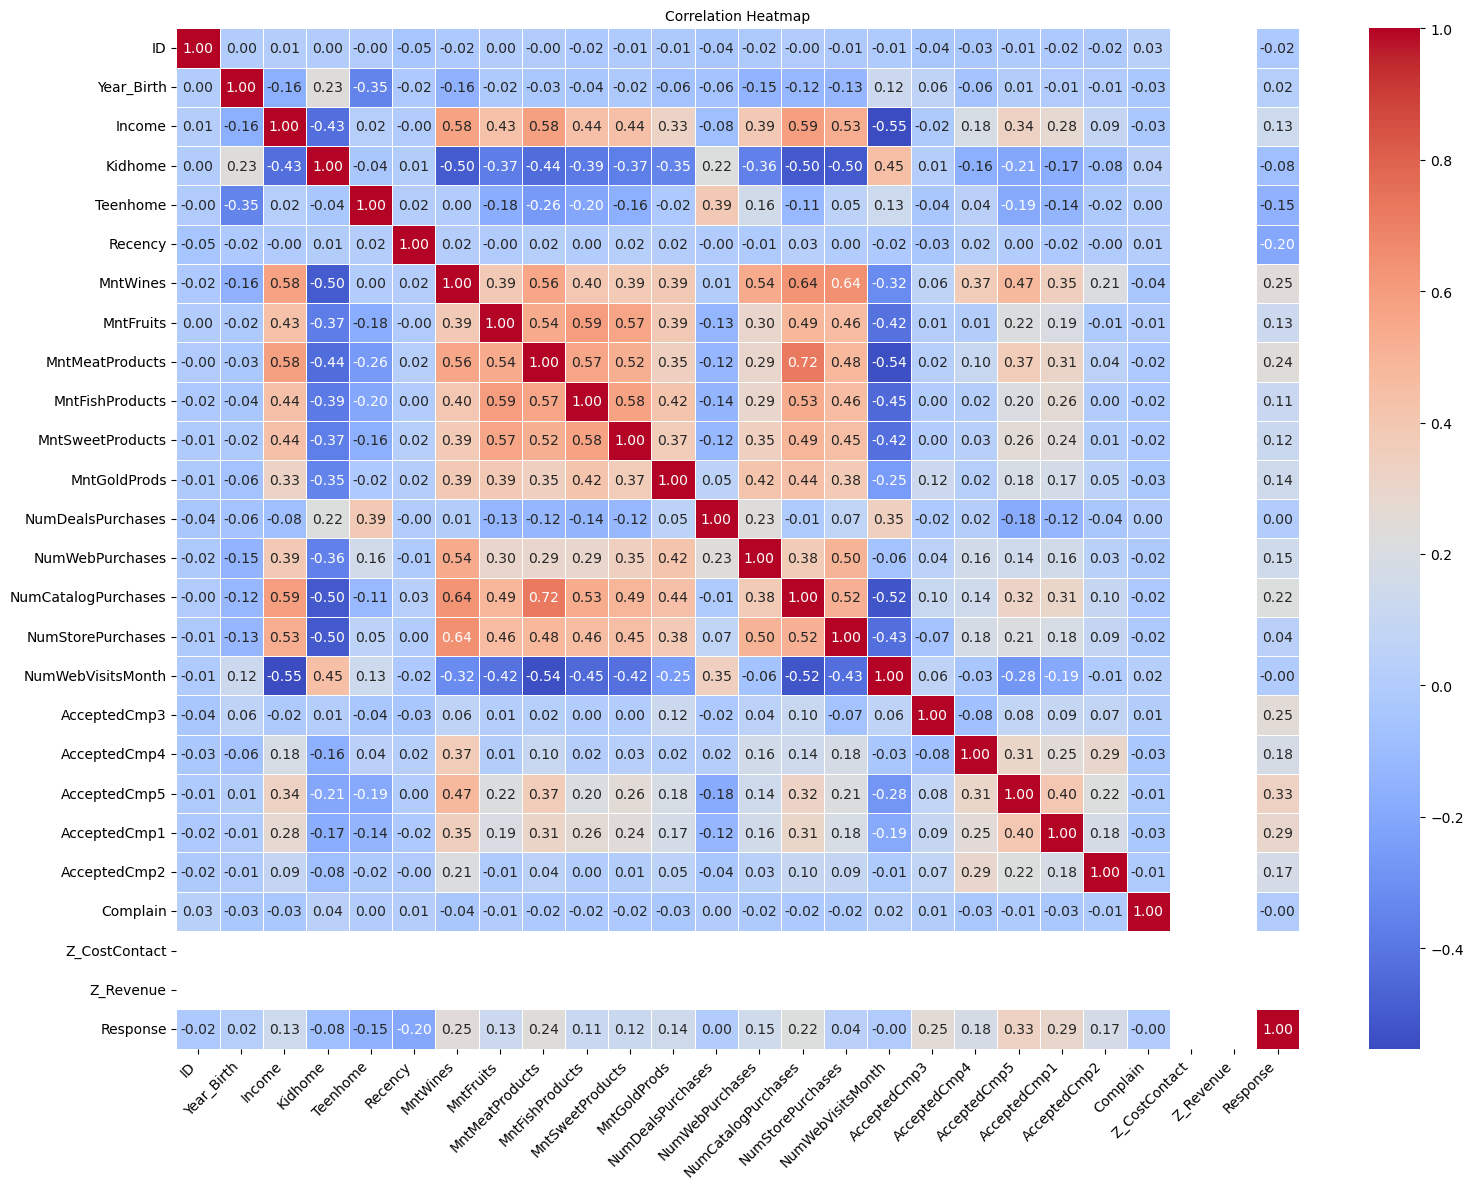 Correlation Heatmap
ID 1.00 0.00 0.01 0.00 -0.00 -0.05 -0.02 0.00 -0.00 -0.02 -0.01 -0.01 -0.04 -0.02 -0.00 -0.01 -0.01 -0.04 -0.03 -0.01 -0.02 -0.02 0.03 -0.02
Year_Birth 0.00 1.00 -0.16 0.23 -0.35 -0.02 -0.16 -0.02 -0.03 -0.04 -0.02 -0.06 -0.06 -0.15 -0.12 -0.13 0.12 0.06 -0.06 0.01 -0.01 -0.01 -0.03 0.02
Income 0.01 -0.16 1.00 -0.43 0.02 -0.00 0.58 0.43 0.58 0.44 0.44 0.33 -0.08 0.39 0.59 0.53 -0.55 -0.02 0.18 0.34 0.28 0.09 -0.03 0.13
Kidhome 0.00 0.23 -0.43 1.00 -0.04 0.01 -0.50 -0.37 -0.44 -0.39 -0.37 -0.35 0.22 -0.36 -0.50 -0.50 0.45 0.01 -0.16 -0.21 -0.17 -0.08 0.04 -0.08
Teenhome -0.00 -0.35 0.02 -0.04 1.00 0.02 0.00 -0.18 -0.26 -0.20 -0.16 -0.02 0.39 0.16 -0.11 0.05 0.13 -0.04 0.04 -0.19 -0.14 -0.02 0.00 -0.15
Recency -0.05 -0.02 -0.00 0.01 0.02 1.00 0.02 -0.00 0.02 0.00 0.02 0.02 -0.00 -0.01 0.03 0.00 -0.02 -0.03 0.02 0.00 -0.02 -0.00 0.01 -0.20
MntWines -0.02 -0.16 0.58 -0.50 0.00 0.02 1.00 0.39 0.56 0.40 0.39 0.39 0.01 0.54 0.64 0.64 -0.32 0.06 0.37 0.47 0.35 0.21 -0.04 0.25
MntFruits 0.00 -0.02 0.43 -0.37 -0.18 -0.00 0.39 1.00 0.54 0.59 0.57 0.39 -0.13 0.30 0.49 0.46 -0.42 0.01 0.01 0.22 0.19 -0.01 -0.01 0.13
MntMeatProducts -0.00 -0.03 0.58 -0.44 -0.26 0.02 0.56 0.54 1.00 0.57 0.52 0.35 -0.12 0.29 0.72 0.48 -0.54 0.02 0.10 0.37 0.31 0.04 -0.02 0.24
MntFishProducts -0.02 -0.04 0.44 -0.39 -0.20 0.00 0.40 0.59 0.57 1.00 0.58 0.42 -0.14 0.29 0.53 0.46 -0.45 0.00 0.02 0.20 0.26 0.00 -0.02 0.11
MntSweetProducts -0.01 -0.02 0.44 -0.37 -0.16 0.02 0.39 0.57 0.52 0.58 1.00 0.37 -0.12 0.35 0.49 0.45 -0.42 0.00 0.03 0.26 0.24 0.01 -0.02 0.12
MntGoldProds -0.01 -0.06 0.33 -0.35 -0.02 0.02 0.39 0.39 0.35 0.42 0.37 1.00 0.05 0.42 0.44 0.38 -0.25 0.12 0.02 0.18 0.17 0.05 -0.03 0.14
NumDealsPurchases -0.04 -0.06 -0.08 0.22 0.39 -0.00 0.01 -0.13 -0.12 -0.14 -0.12 0.05 1.00 0.23 -0.01 0.07 0.35 -0.02 0.02 -0.18 -0.12 -0.04 0.00 0.00
NumWebPurchases -0.02 -0.15 0.39 -0.36 0.16 -0.01 0.54 0.30 0.29 0.29 0.35 0.42 0.23 1.00 0.38 0.50 -0.06 0.04 0.16 0.14 0.16 0.03 -0.02 0.15
NumCatalogPurchases -0.00 -0.12 0.59 -0.50 -0.11 0.03 0.64 0.49 0.72 0.53 0.49 0.44 -0.01 0.38 1.00 0.52 -0.52 0.10 0.14 0.32 0.31 0.10 -0.02 0.22
NumStorePurchases -0.01 -0.13 0.53 -0.50 0.05 0.00 0.64 0.46 0.48 0.46 0.45 0.38 0.07 0.50 0.52 1.00 -0.43 -0.07 0.18 0.21 0.18 0.09 -0.02 0.04
NumWebVisitsMonth -0.01 0.12 -0.55 0.45 0.13 -0.02 -0.32 -0.42 -0.54 -0.45 -0.42 -0.25 0.35 -0.06 -0.52 -0.43 1.00 0.06 -0.03 -0.28 -0.19 -0.01 0.02 -0.00
AcceptedCmp3 -0.04 0.06 -0.02 0.01 -0.04 -0.03 0.06 0.01 0.02 0.00 0.00 0.12 -0.02 0.04 0.10 -0.07 0.06 1.00 -0.08 0.08 0.09 0.07 0.01 0.25
AcceptedCmp4 -0.03 -0.06 0.18 -0.16 0.04 0.02 0.37 0.01 0.10 0.02 0.03 0.02 0.02 0.16 0.14 0.18 -0.03 -0.08 1.00 0.31 0.25 0.29 -0.03 0.18
AcceptedCmp5 -0.01 0.01 0.34 -0.21 -0.19 0.00 0.47 0.22 0.37 0.20 0.26 0.18 -0.18 0.14 0.32 0.21 -0.28 0.08 0.31 1.00 0.40 0.22 -0.01 0.33
AcceptedCmp1 -0.02 -0.01 0.28 -0.17 -0.14 -0.02 0.35 0.19 0.31 0.26 0.24 0.17 -0.12 0.16 0.31 0.18 -0.19 0.09 0.25 0.40 1.00 0.18 -0.03 0.29
AcceptedCmp2 -0.02 -0.01 0.09 -0.08 -0.02 -0.00 0.21 -0.01 0.04 0.00 0.01 0.05 -0.04 0.03 0.10 0.09 -0.01 0.07 0.29 0.22 0.18 1.00 -0.01 0.17
Complain 0.03 -0.03 -0.03 0.04 0.00 0.01 -0.04 -0.01 -0.02 -0.02 -0.02 -0.03 0.00 -0.02 -0.02 -0.02 0.02 0.01 -0.03 -0.01 -0.03 -0.01 1.00 -0.00
Z_CostContact
Z_Revenue
Response -0.02 0.02 0.13 -0.08 -0.15 -0.20 0.25 0.13 0.24 0.11 0.12 0.14 0.00 0.15 0.22 0.04 -0.00 0.25 0.18 0.33 0.29 0.17 -0.00 1.00
ID
Year_Birth
Income
Kidhome
Teenhome
Recency
MntWines
MntFruits
MntMeatProducts
MntFishProducts
MntSweetProducts
MntGoldProds
NumDealsPurchases
NumWebPurchases
NumCatalogPurchases
NumStorePurchases
NumWebVisitsMonth
AcceptedCmp3
AcceptedCmp4
AcceptedCmp5
AcceptedCmp1
AcceptedCmp2
Complain
Z_CostContact
Z_Revenue
Response
1.0
0.8
0.6
0.4
0.2
0.0
−0.2
−0.4